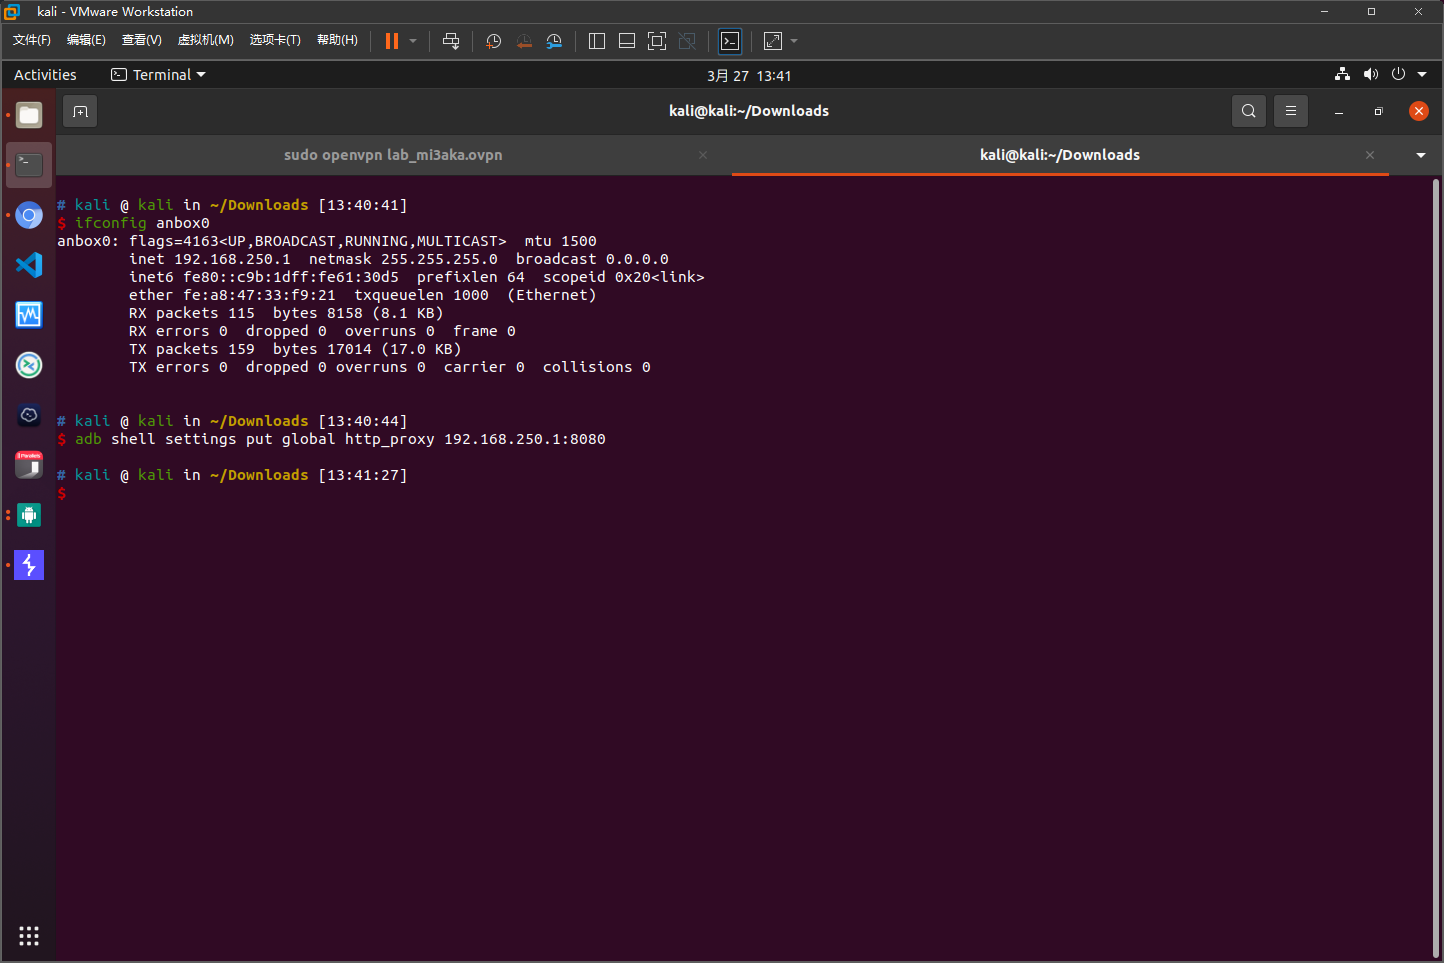 kali - VMware Workstation
文件(F) 编辑(E) 查看(V) 虚拟机(M) 选项卡(T) 帮助(H)
Activities Terminal 3月 27 13:41
kali@kali:~/Downloads
sudo openvpn lab_mi3aka.ovpn kali@kali:~/Downloads
# kali @ kali in ~/Downloads [13:40:41]
$ ifconfig anbox0
anbox0: flags=4163<UP,BROADCAST,RUNNING,MULTICAST>  mtu 1500
        inet 192.168.250.1  netmask 255.255.255.0  broadcast 0.0.0.0
        inet6 fe80::c9b:1dff:fe61:30d5  prefixlen 64  scopeid 0x20<link>
        ether fe:a8:47:33:f9:21  txqueuelen 1000  (Ethernet)
        RX packets 115  bytes 8158 (8.1 KB)
        RX errors 0  dropped 0  overruns 0  frame 0
        TX packets 159  bytes 17014 (17.0 KB)
        TX errors 0  dropped 0 overruns 0  carrier 0  collisions 0
# kali @ kali in ~/Downloads [13:40:44]
$ adb shell settings put global http_proxy 192.168.250.1:8080
# kali @ kali in ~/Downloads [13:41:27]
$